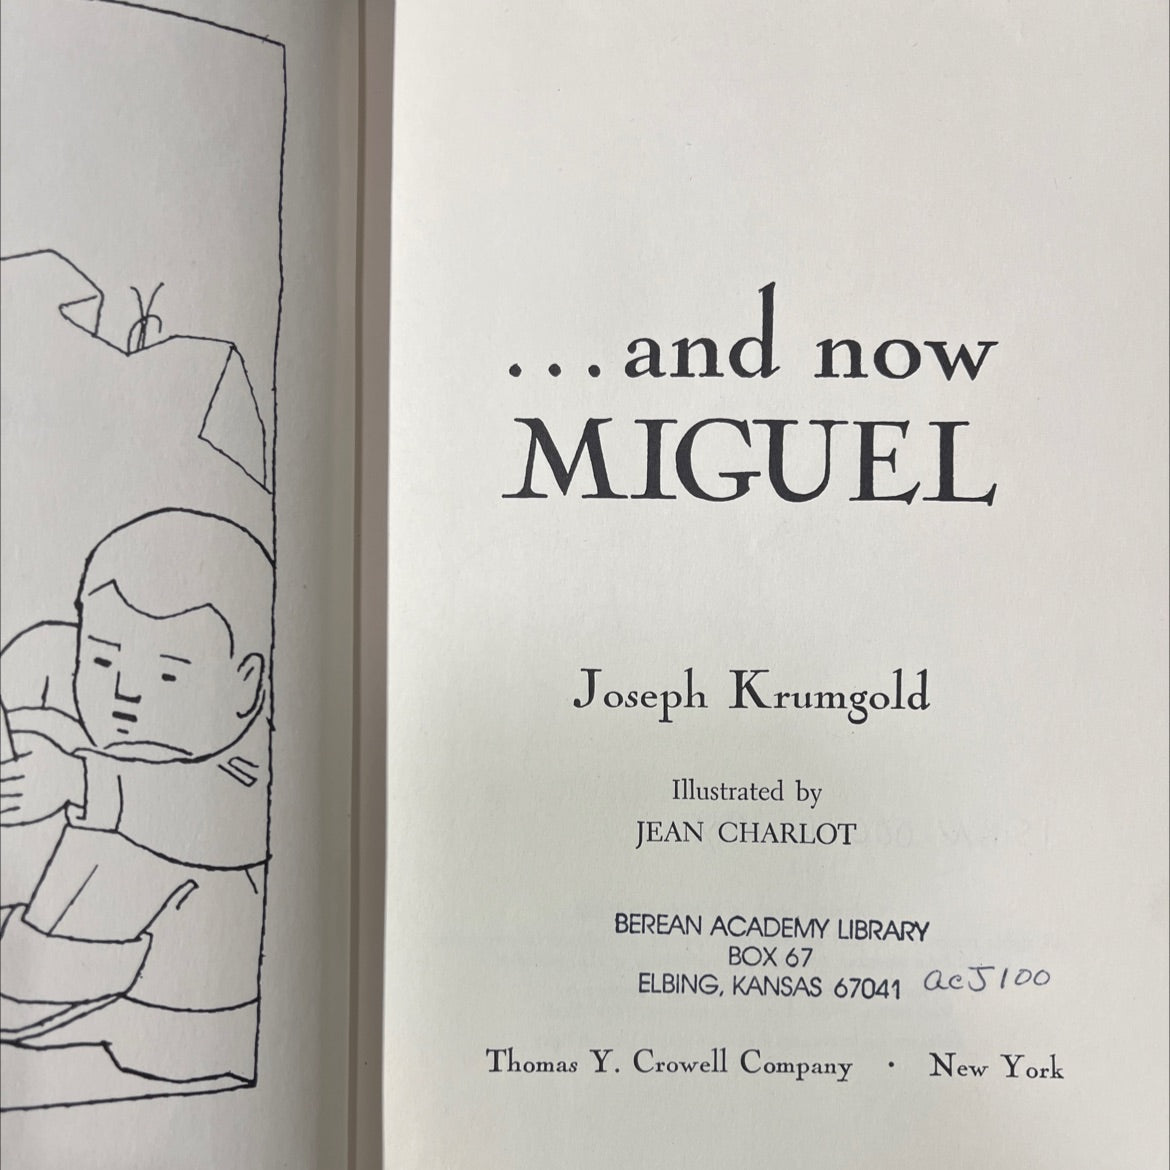 ...and now
MIGUEL
Joseph Krumgold
Illustrated by
JEAN CHARLOT
BEREAN ACADEMY LIBRARY
BOX 67
ELBING, KANSAS 67041 acJ100
Thomas Y. Crowell Company · New York